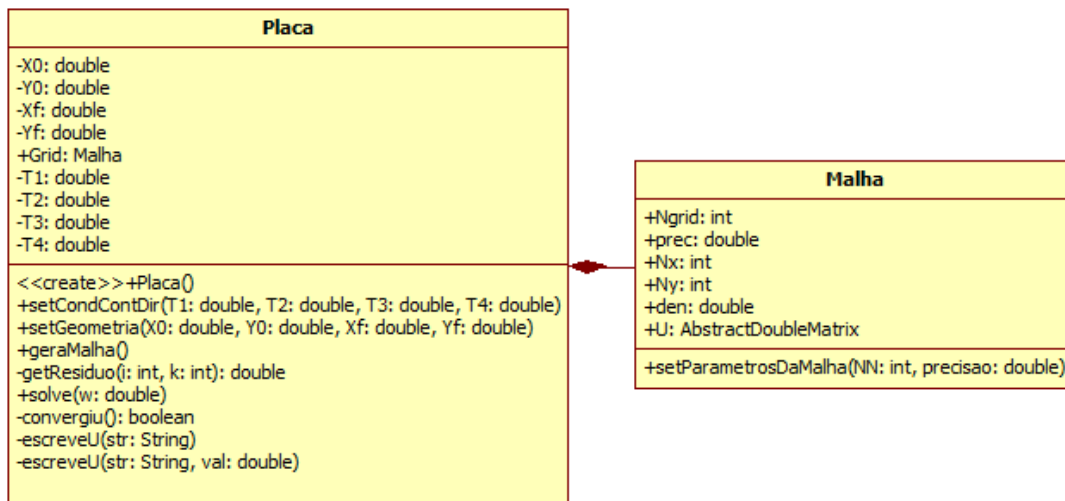 Placa
-X0: double
-Y0: double
-Xf: double
-Yf: double
+Grid: Malha
-T1: double
-T2: double
-T3: double
-T4: double
<<create>>+Placa()
+setCondContDir(T1: double, T2: double, T3: double, T4: double)
+setGeometria(X0: double, Y0: double, Xf: double, Yf: double)
+geraMalha()
-getResiduo(i: int, k: int): double
+solve(w: double)
-convergiu(): boolean
-escreveU(str: String)
-escreveU(str: String, val: double)
Malha
+Ngrid: int
+prec: double
+Nx: int
+Ny: int
+den: double
+U: AbstractDoubleMatrix
+setParametrosDaMalha(NN: int, precisao: double)